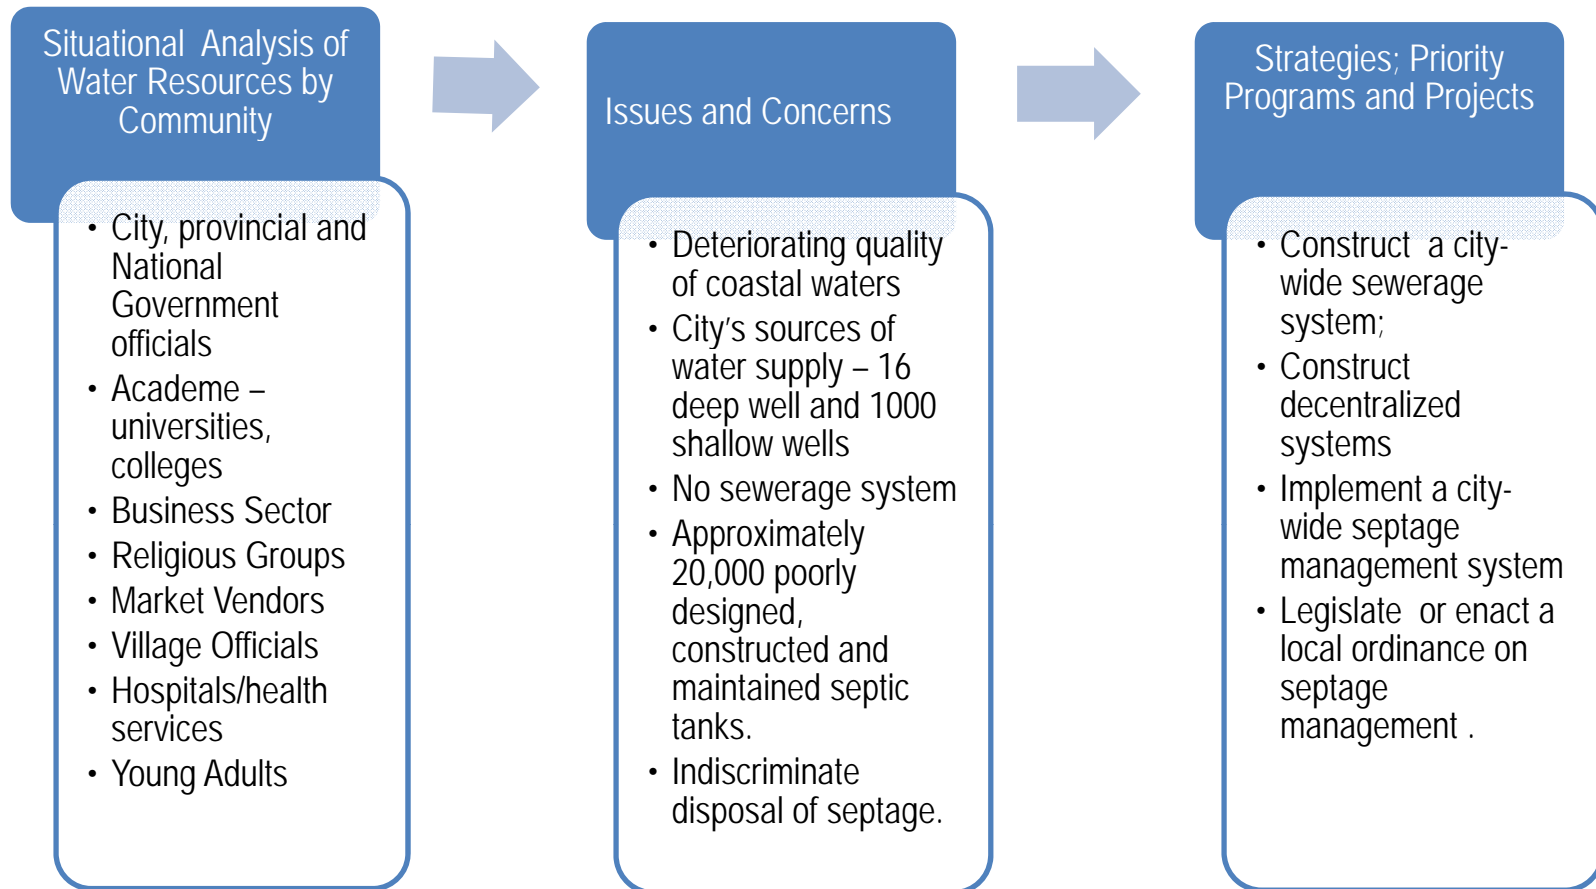 Situational Analysis of
Water Resources by
Community
• City, provincial and
National
Government
officials
• Academe –
universities,
colleges
• Business Sector
• Religious Groups
• Market Vendors
• Village Officials
• Hospitals/health
services
• Young Adults
Issues and Concerns
• Deteriorating quality
of coastal waters
• City’s sources of
water supply – 16
deep well and 1000
shallow wells
• No sewerage system
• Approximately
20,000 poorly
designed,
constructed and
maintained septic
tanks.
• Indiscriminate
disposal of septage.
Strategies; Priority
Programs and Projects
• Construct a city-
wide sewerage
system;
• Construct
decentralized
systems
• Implement a city-
wide septage
management system
• Legislate or enact a
local ordinance on
septage
management .